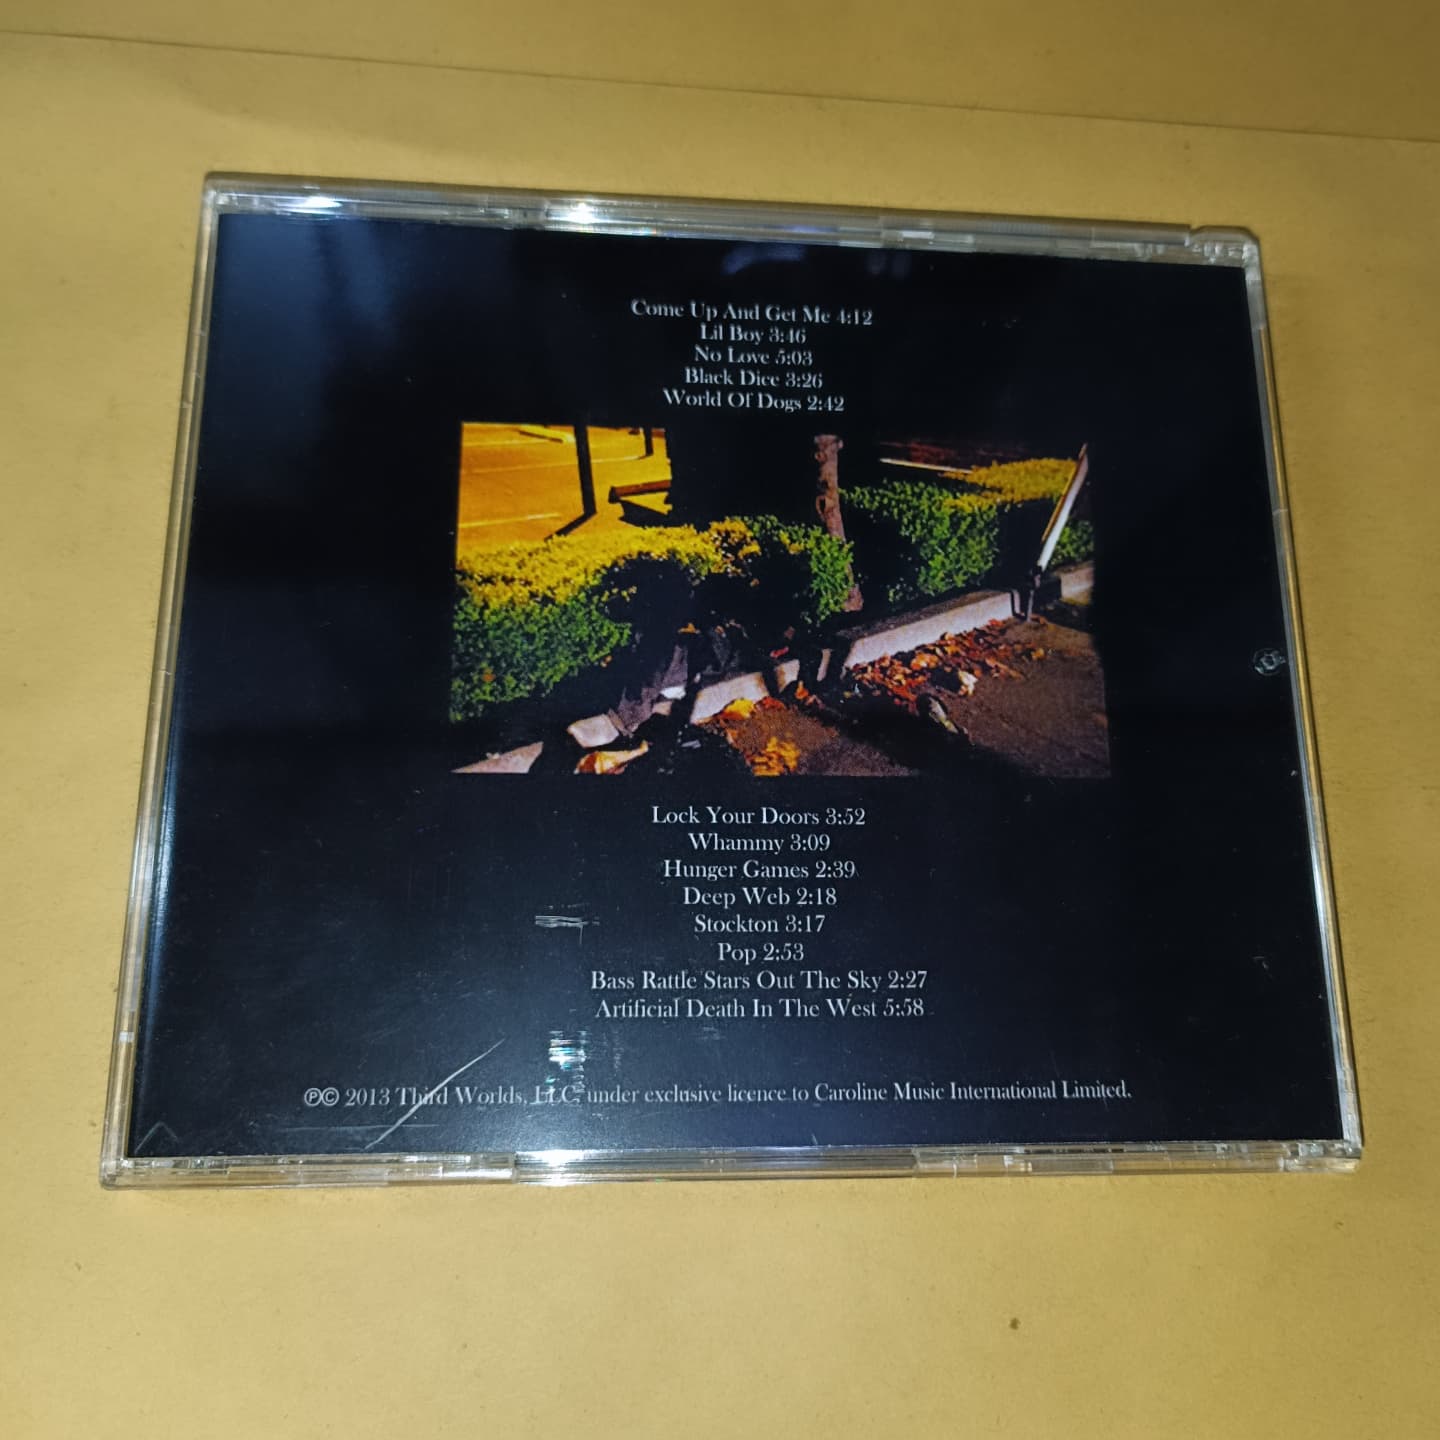 Come Up And Get Me 4:12
Lil Boy 3:46
No Love 5:03
Black Dice 3:26
World Of Dogs 2:42
Lock Your Doors 3:52
Whammy 3:09
Hunger Games 2:39
Deep Web 2:18
Stockton 3:17
Pop 2:53
Bass Rattle Stars Out The Sky 2:27
Artificial Death In The West 5:58
℗© 2013 Third Worlds, LLC, under exclusive licence to Caroline Music International Limited.